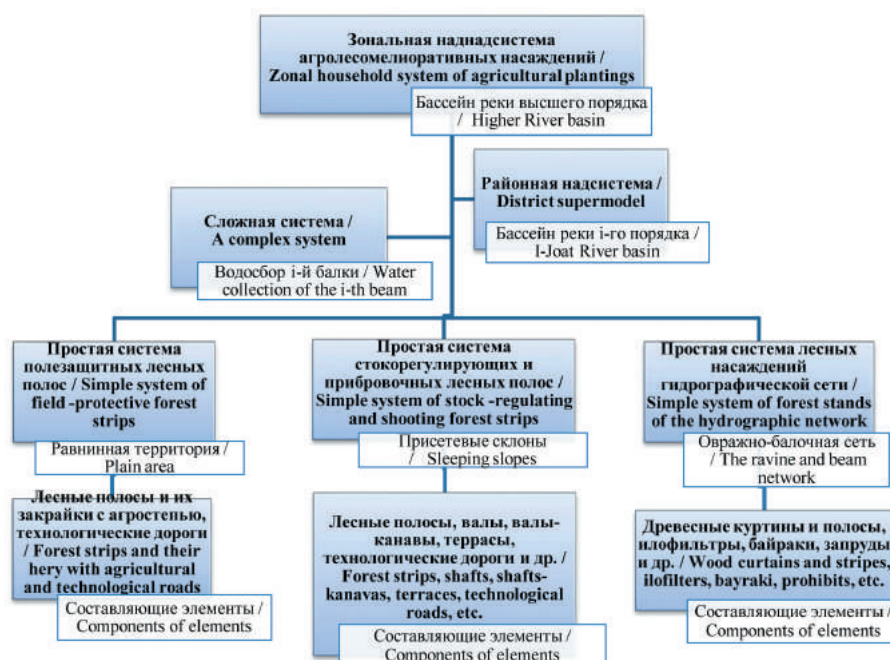 Зональная наднадсистема
агролесомелиоративных насаждений /
Zonal household system of agricultural plantings
Бассейн реки высшего порядка
/ Higher River basin
Районная надсистема /
District supermodel
Бассейн реки i-го порядка /
I-Joat River basin
Сложная система /
A complex system
Водосбор i-й балки / Water
collection of the i-th beam
Простая система
полезащитных лесных
полос / Simple system of
field -protective forest
strips
Равнинная территория /
Plain area
Лесные полосы и их
закрайки с агростепью,
технологические дороги
/ Forest strips and their
hery with agricultural
and technological roads
Составляющие элементы /
Components of elements
Простая система
стокорегулирующих и
прибровочных лесных полос /
Simple system of stock -regulating
and shooting forest strips
Присетевые склоны
/ Sleeping slopes
Лесные полосы, валы, валы-
канавы, террасы,
технологические дороги и др. /
Forest strips, shafts, shafts-
kanavas, terraces, technological
roads, etc.
Составляющие элементы /
Components of elements
Простая система лесных
насаждений
гидрографической сети /
Simple system of forest stands
of the hydrographic network
Овражно-балочная сеть
/ The ravine and beam
network
Древесные куртины и полосы,
илофильтры, байраки, запруды
и др. / Wood curtains and stripes,
ilofilters, bayraki, prohibits, etc.
Составляющие элементы /
Components of elements